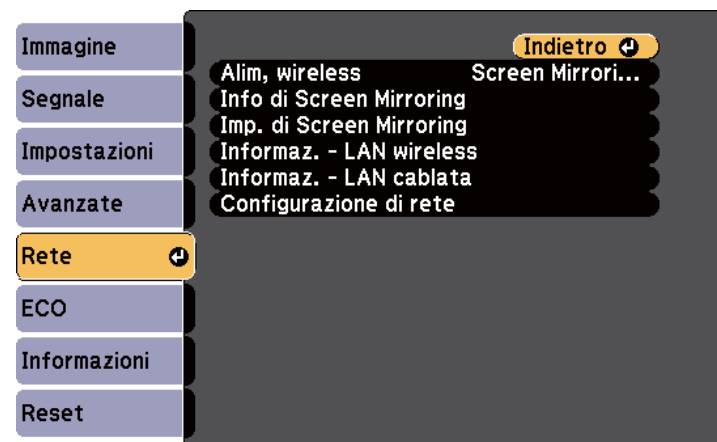 Immagine
Segnale
Impostazioni
Avanzate
Rete
ECO
Informazioni
Reset
Indietro
Alim, wireless Screen Mirrori...
Info di Screen Mirroring
Imp. di Screen Mirroring
Informaz. - LAN wireless
Informaz. - LAN cablata
Configurazione di rete